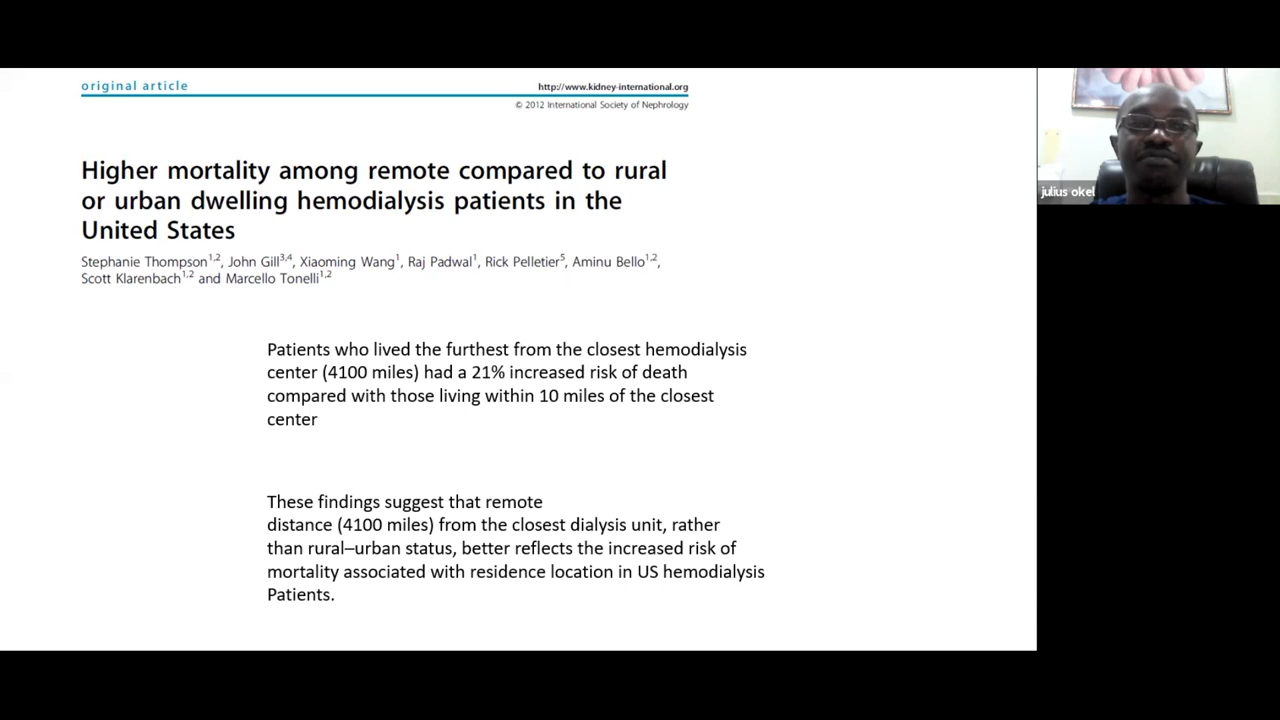 original article
http://www.kidney-international.org
© 2012 International Society of Nephrology
Higher mortality among remote compared to rural
or urban dwelling hemodialysis patients in the
United States
Stephanie Thompson1,2, John Gill3,4, Xiaoming Wang1, Raj Padwal1, Rick Pelletier5, Aminu Bello1,2,
Scott Klarenbach1,2 and Marcello Tonelli1,2
Patients who lived the furthest from the closest hemodialysis
center (4100 miles) had a 21% increased risk of death
compared with those living within 10 miles of the closest
center
These findings suggest that remote
distance (4100 miles) from the closest dialysis unit, rather
than rural–urban status, better reflects the increased risk of
mortality associated with residence location in US hemodialysis
Patients.
julius okel